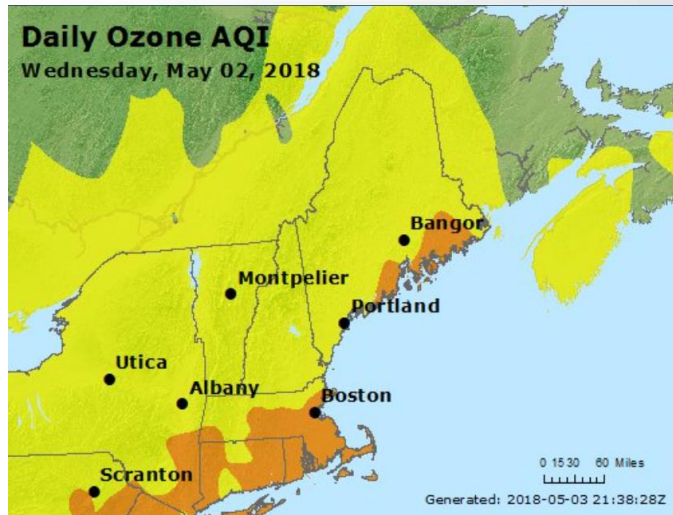 Daily Ozone AQI
Wednesday, May 02, 2018
Bangor
Montpelier
Portland
Utica
Albany
Boston
Scranton
0 15 30 60 Miles
Generated: 2018-05-03 21:38:28Z